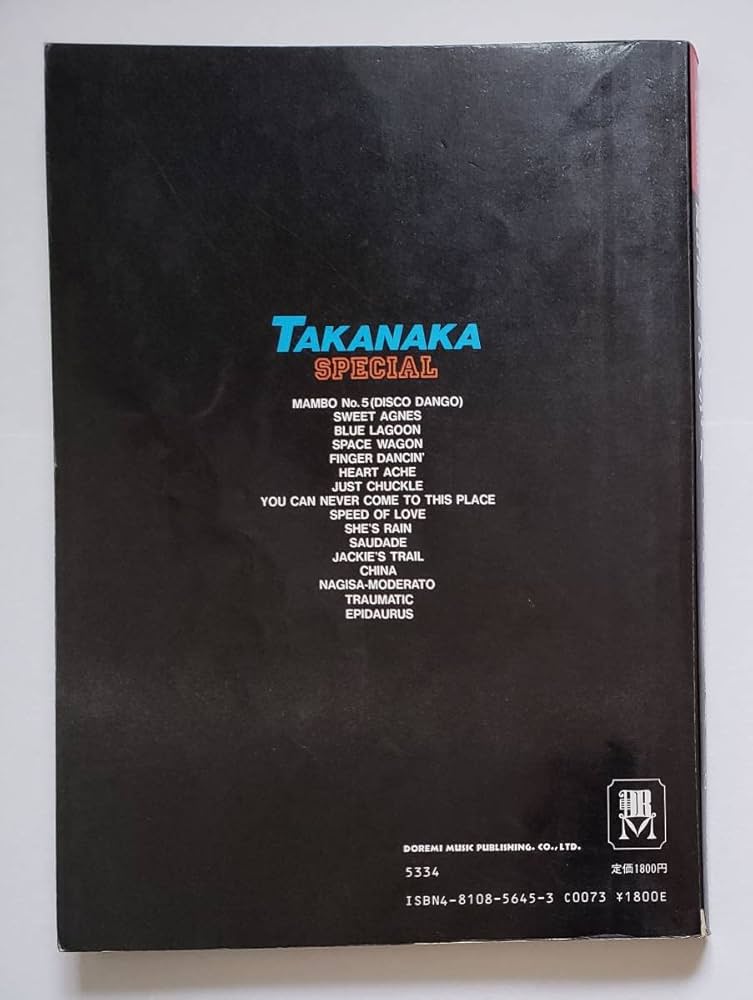 TAKANAKA
SPECIAL
MAMBO No.5(DISCO DANGO)
SWEET AGNES
BLUE LAGOON
SPACE WAGON
FINGER DANCIN'
HEART ACHE
JUST CHUCKLE
YOU CAN NEVER COME TO THIS PLACE
SPEED OF LOVE
SHE'S RAIN
SAUDADE
JACKIE'S TRAIL
CHINA
NAGISA-MODERATO
TRAUMATIC
EPIDAURUS
DRM
DOREMI MUSIC PUBLISHING. CO., LTD.
5334
定価1800円
ISBN4-8108-5645-3 C0073 ¥1800E